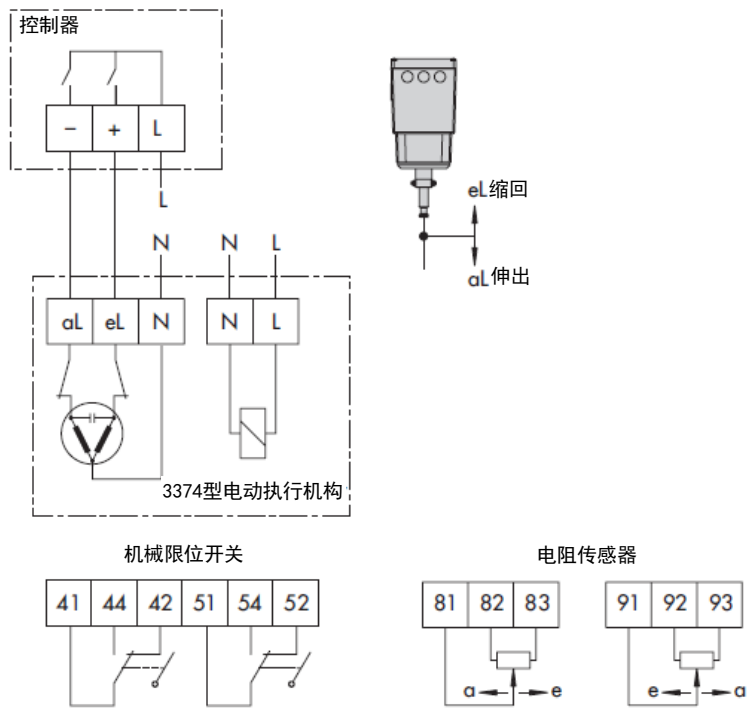 控制器
− + L
L
eL缩回
aL伸出
N N L
aL eL N N L
3374型电动执行机构
机械限位开关 电阻传感器
41 44 42 51 54 52 81 82 83 91 92 93
a e e a